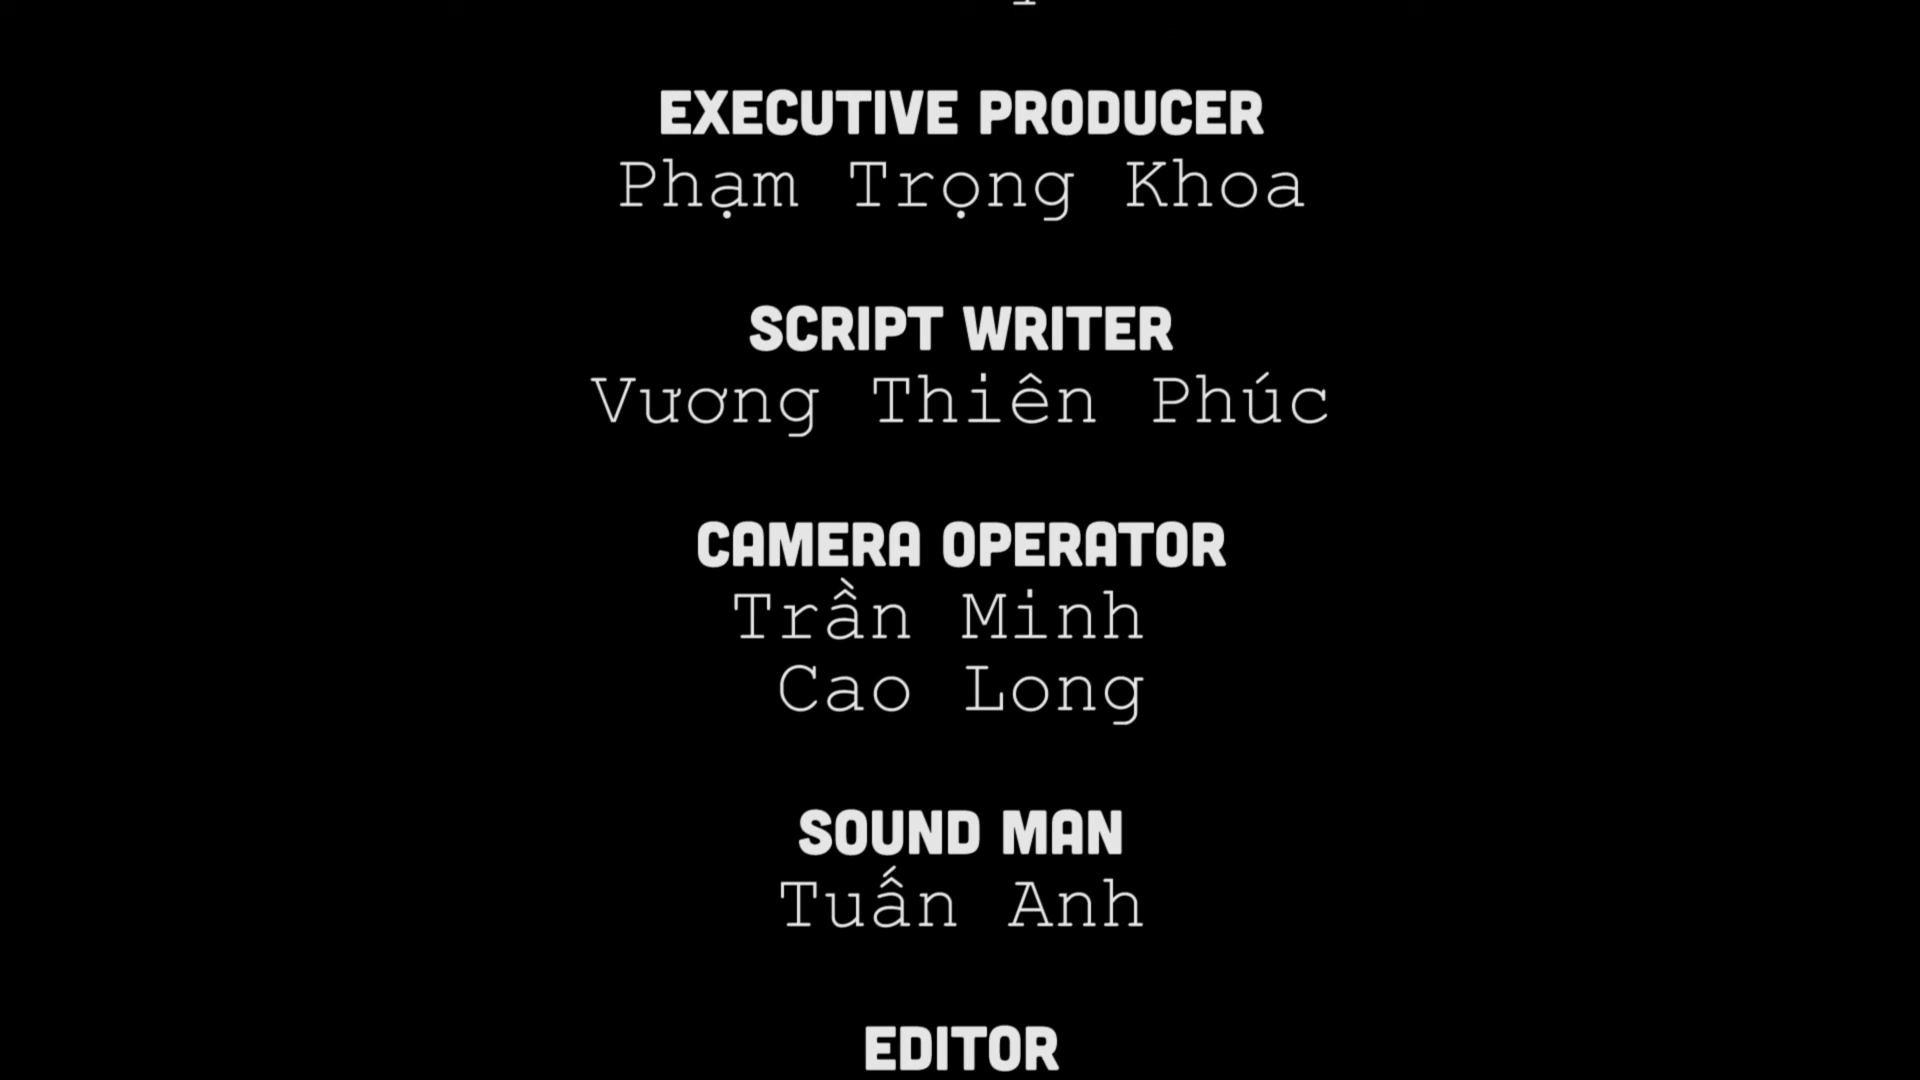 EXECUTIVE PRODUCER
Phạm Trọng Khoa
SCRIPT WRITER
Vương Thiên Phúc
CAMERA OPERATOR
Trần Minh
Cao Long
SOUND MAN
Tuấn Anh
EDITOR